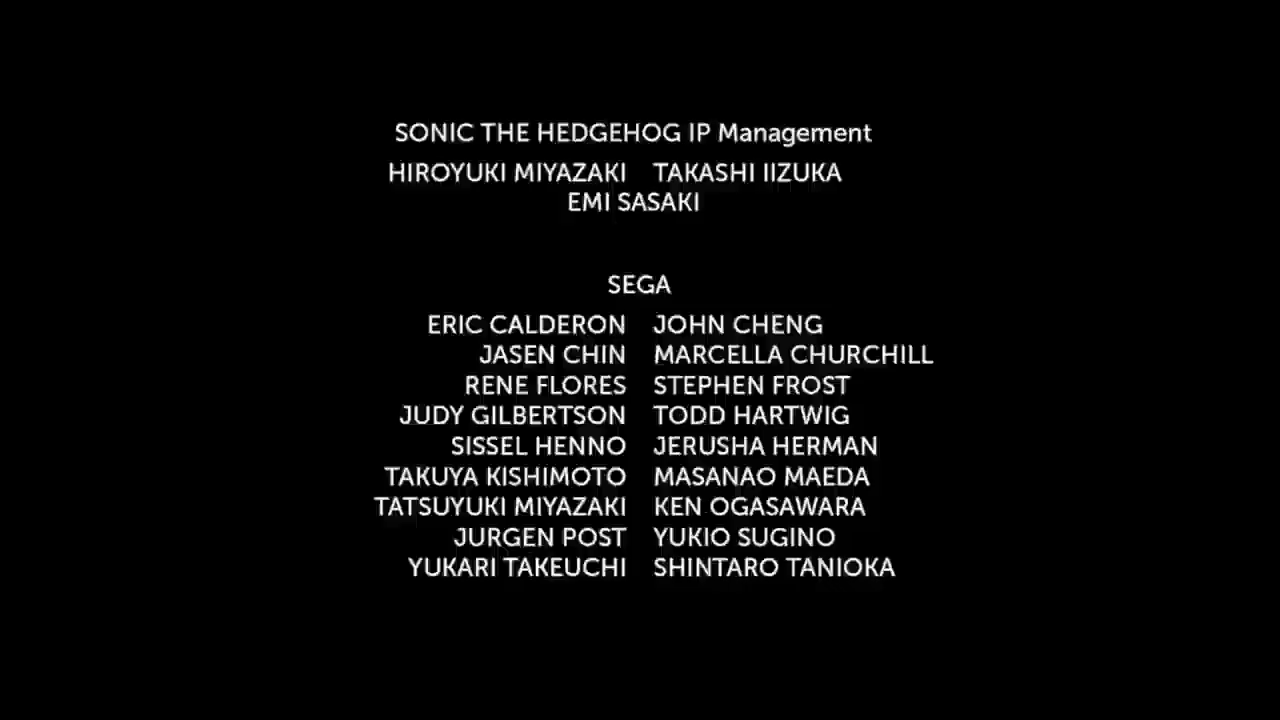 SONIC THE HEDGEHOG IP Management
HIROYUKI MIYAZAKI TAKASHI IIZUKA
EMI SASAKI
SEGA
ERIC CALDERON JOHN CHENG
JASEN CHIN MARCELLA CHURCHILL
RENE FLORES STEPHEN FROST
JUDY GILBERTSON TODD HARTWIG
SISSEL HENNO JERUSHA HERMAN
TAKUYA KISHIMOTO MASANAO MAEDA
TATSUYUKI MIYAZAKI KEN OGASAWARA
JURGEN POST YUKIO SUGINO
YUKARI TAKEUCHI SHINTARO TANIOKA